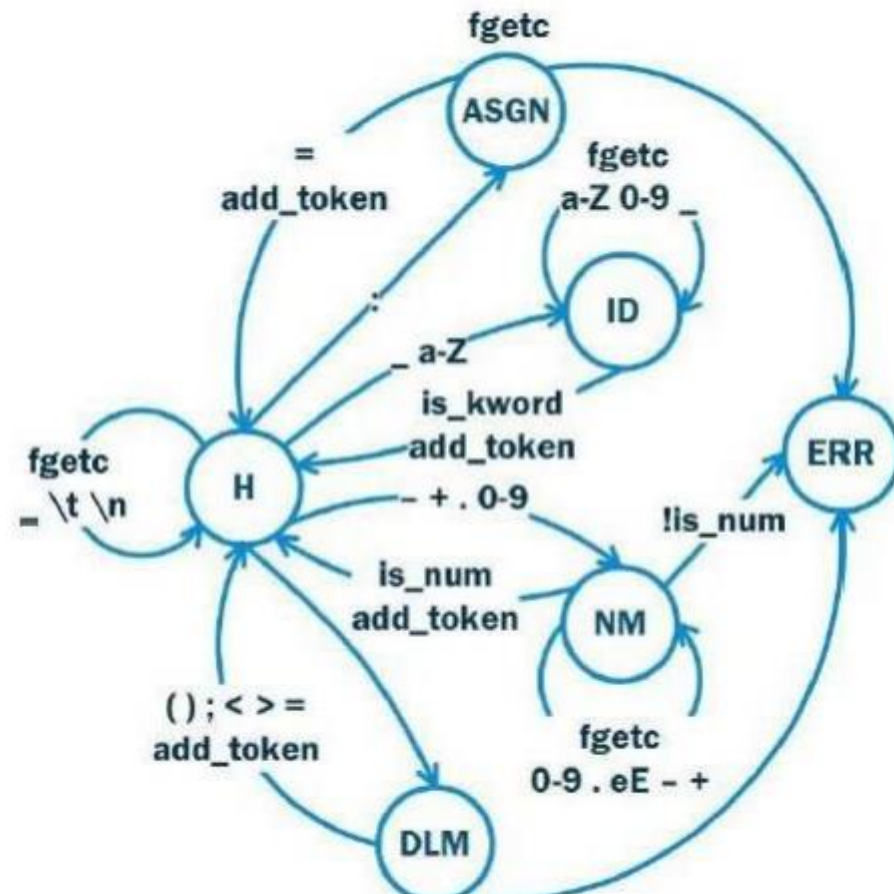 fgetc
ASGN
=
add_token
fgetc
a-Z 0-9 _
:
ID
_ a-Z
is_kword
add_token
fgetc
_ \t \n
H
ERR
- + . 0-9
!is_num
is_num
add_token
NM
( ) ; < > =
add_token
fgetc
0-9 . eE - +
DLM